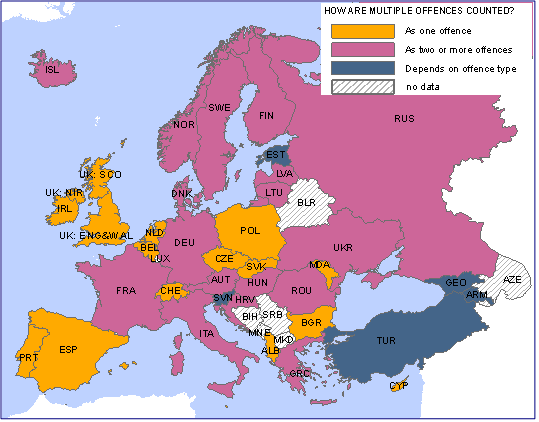 HOW ARE MULTIPLE OFFENCES COUNTED?
As one offence
As two or more offences
Depends on offence type
no data
ISL
SWE
NOR
FIN
RUS
EST
LVA
LTU
DNK
UK: SCO
UK: NIR
IRL
UK: ENG&WAL
BLR
NLD
BEL
LUX
DEU
POL
CZE
SVK
UKR
MDA
FRA
CHE
AUT
HUN
ROU
SVN
HRV
BIH
SRB
MNE
MKD
ALB
BGR
ITA
GRC
PRT
ESP
TUR
CYP
GEO
ARM
AZE